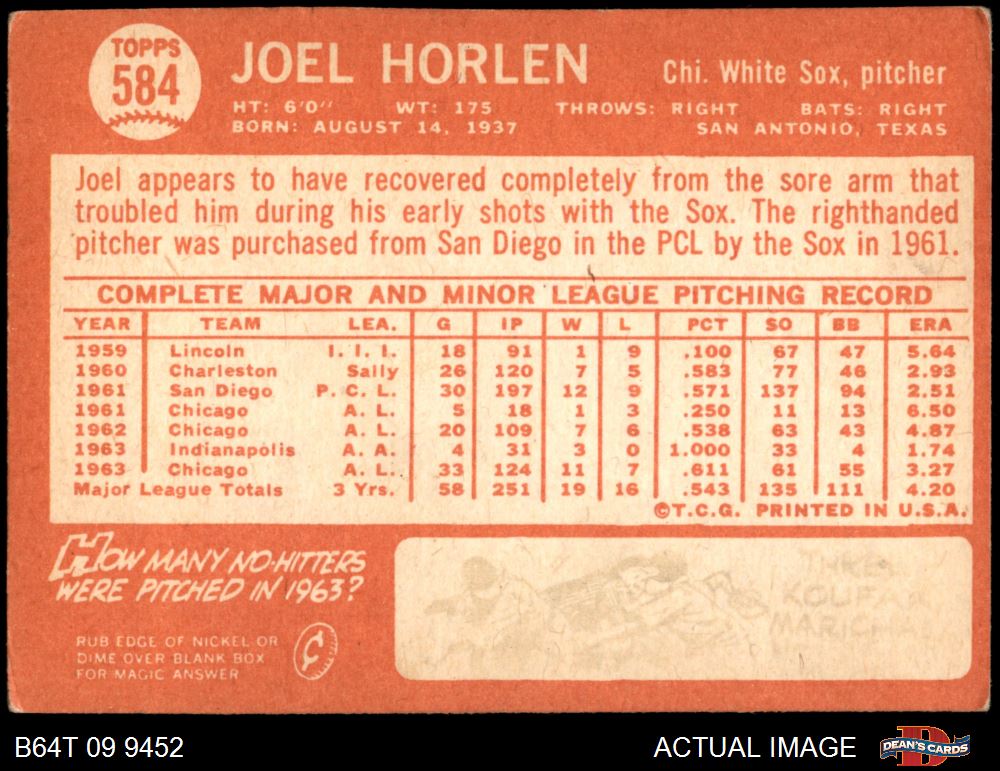 TOPPS
584
JOEL HORLEN
Chi. White Sox, pitcher
HT: 6'0" WT: 175 THROWS: RIGHT BATS: RIGHT
BORN: AUGUST 14, 1937 SAN ANTONIO, TEXAS
Joel appears to have recovered completely from the sore arm that
troubled him during his early shots with the Sox. The righthanded
pitcher was purchased from San Diego in the PCL by the Sox in 1961.
COMPLETE MAJOR AND MINOR LEAGUE PITCHING RECORD
YEAR TEAM LEA. G IP W L PCT SO BB ERA
1959 Lincoln I. I. I. 18 91 1 9 .100 67 47 5.64
1960 Charleston Sally 26 120 7 5 .583 77 46 2.93
1961 San Diego P. C. L. 30 197 12 9 .571 137 94 2.51
1961 Chicago A. L. 5 18 1 3 .250 11 13 6.50
1962 Chicago A. L. 20 109 7 6 .538 63 43 4.87
1963 Indianapolis A. A. 4 31 3 0 1.000 33 4 1.74
1963 Chicago A. L. 33 124 11 7 .611 61 55 3.27
Major League Totals 3 Yrs. 58 251 19 16 .543 135 111 4.20
©T.C.G. PRINTED IN U.S.A.
HOW MANY NO-HITTERS
WERE PITCHED IN 1963?
RUB EDGE OF NICKEL OR
DIME OVER BLANK BOX
FOR MAGIC ANSWER
¢
B64T 09 9452
ACTUAL IMAGE
D
DEAN'S CARDS